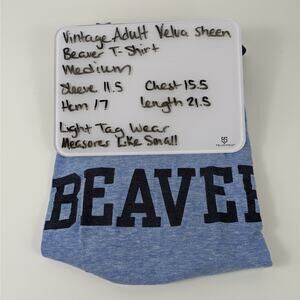 Vintage Adult Velva Sheen
Beaver T-Shirt
Medium
Sleeve 11.5 Chest 15.5
Hem 17 Length 21.5
Light Tag Wear
Measures Like Small
BEAVER